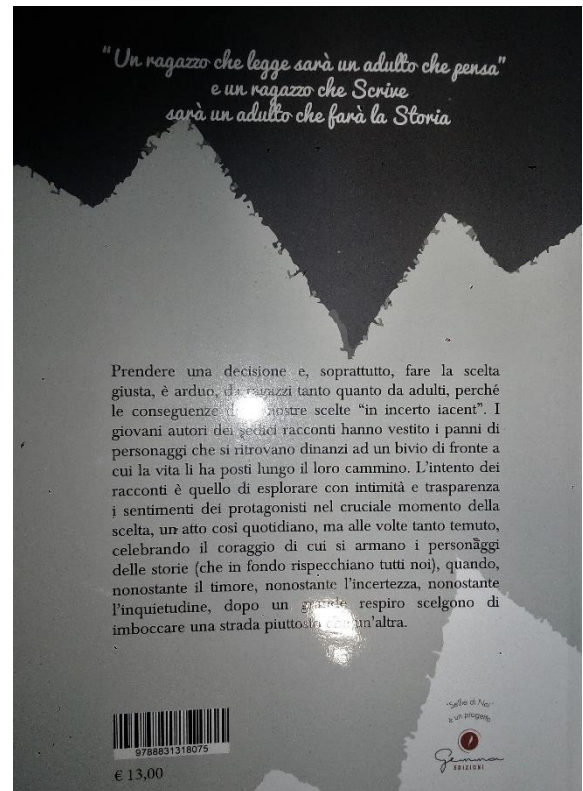 "Un ragazzo che legge sarà un adulto che pensa"
e un ragazzo che Scrive
sarà un adulto che farà la Storia
Prendere una decisione e, soprattutto, fare la scelta
giusta, è arduo, da ragazzi tanto quanto da adulti, perché
le conseguenze nostre scelte “in incerto iacent”. I
giovani autori dei sedici racconti hanno vestito i panni di
personaggi che si ritrovano dinanzi ad un bivio di fronte a
cui la vita li ha posti lungo il loro cammino. L’intento dei
racconti è quello di esplorare con intimità e trasparenza
i sentimenti dei protagonisti nel cruciale momento della
scelta, un atto così quotidiano, ma alle volte tanto temuto,
celebrando il coraggio di cui si armano i personaggi
delle storie (che in fondo rispecchiano tutti noi), quando,
nonostante il timore, nonostante l’incertezza, nonostante
l’inquietudine, dopo un grande respiro scelgono di
imboccare una strada piuttosto che un’altra.
"Selfie di Noi"
è un progetto
Gemma
EDIZIONI
9788831318075
€ 13,00